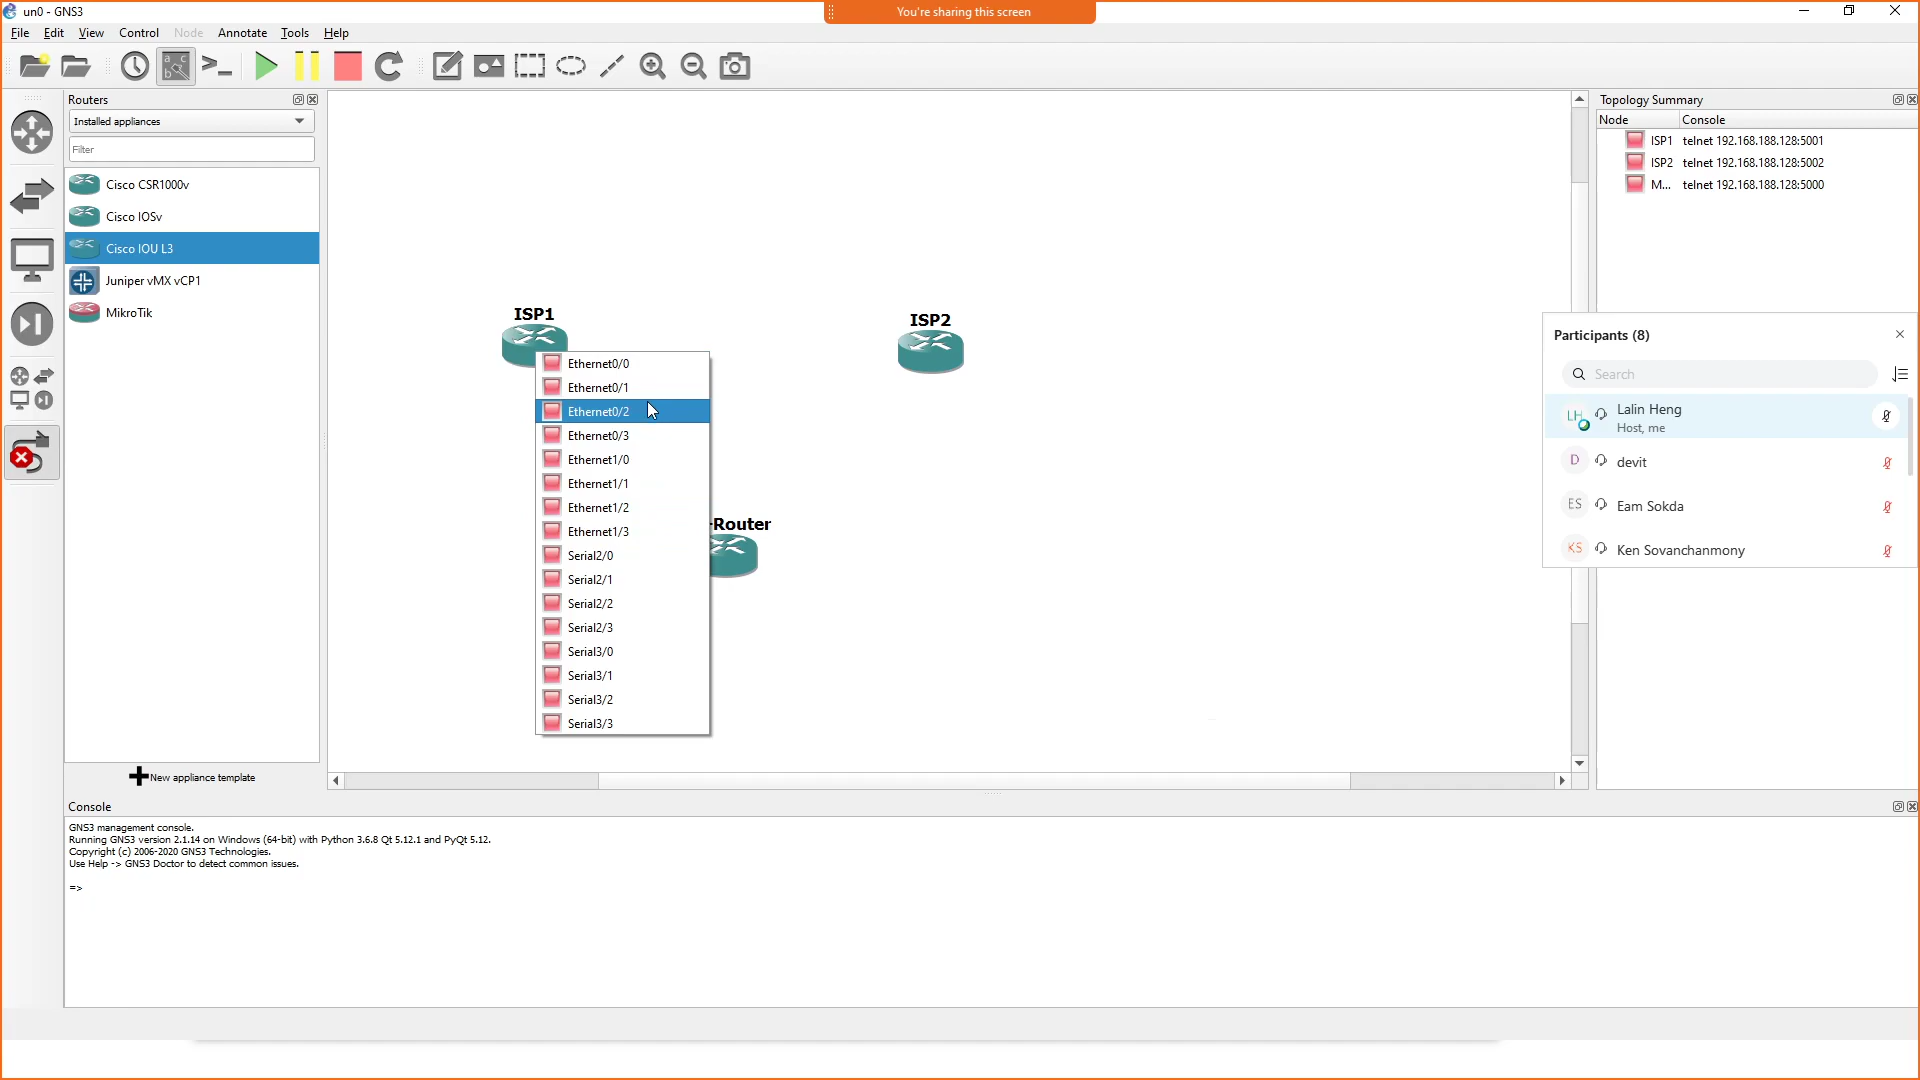 un0 - GNS3
You're sharing this screen
File Edit View Control Node Annotate Tools Help
Routers
Installed appliances
Filter
Cisco CSR1000v
Cisco IOSv
Cisco IOU L3
Juniper vMX vCP1
MikroTik
New appliance template
ISP1
ISP2
-Router
Ethernet0/0
Ethernet0/1
Ethernet0/2
Ethernet0/3
Ethernet1/0
Ethernet1/1
Ethernet1/2
Ethernet1/3
Serial2/0
Serial2/1
Serial2/2
Serial2/3
Serial3/0
Serial3/1
Serial3/2
Serial3/3
Topology Summary
Node Console
ISP1 telnet 192.168.188.128:5001
ISP2 telnet 192.168.188.128:5002
M... telnet 192.168.188.128:5000
Participants (8)
Search
LH Lalin Heng
Host, me
D devit
ES Eam Sokda
KS Ken Sovanchanmony
Console
GNS3 management console.
Running GNS3 version 2.1.14 on Windows (64-bit) with Python 3.6.8 Qt 5.12.1 and PyQt 5.12.
Copyright (c) 2006-2020 GNS3 Technologies.
Use Help -> GNS3 Doctor to detect common issues.
=>